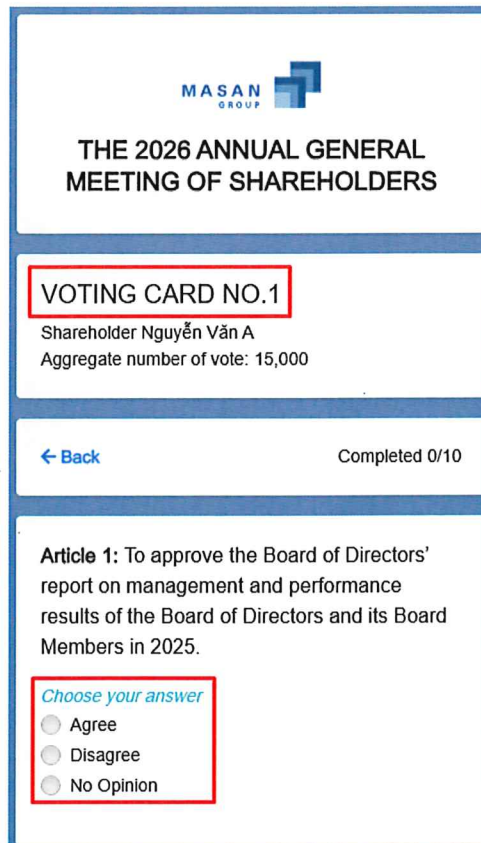 MASAN
GROUP
THE 2026 ANNUAL GENERAL
MEETING OF SHAREHOLDERS
VOTING CARD NO.1
Shareholder Nguyễn Văn A
Aggregate number of vote: 15,000
← Back
Completed 0/10
Article 1: To approve the Board of Directors'
report on management and performance
results of the Board of Directors and its Board
Members in 2025.
Choose your answer
Agree
Disagree
No Opinion